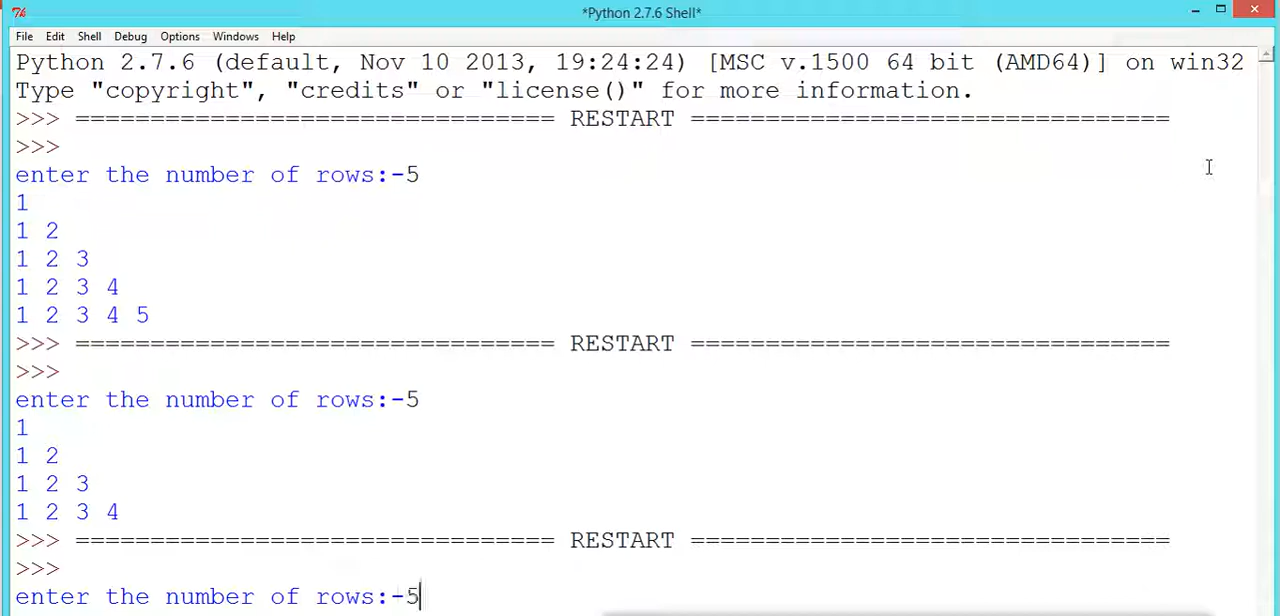 *Python 2.7.6 Shell*
File Edit Shell Debug Options Windows Help
Python 2.7.6 (default, Nov 10 2013, 19:24:24) [MSC v.1500 64 bit (AMD64)] on win32
Type "copyright", "credits" or "license()" for more information.
>>> ================================ RESTART ================================
>>>
enter the number of rows:-5
1
1 2
1 2 3
1 2 3 4
1 2 3 4 5
>>> ================================ RESTART ================================
>>>
enter the number of rows:-5
1
1 2
1 2 3
1 2 3 4
>>> ================================ RESTART ================================
>>>
enter the number of rows:-5